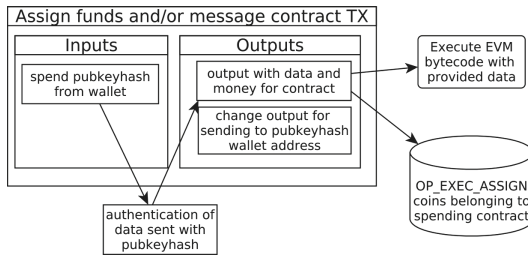 Assign funds and/or message contract TX
Inputs
spend pubkeyhash
from wallet
Outputs
output with data and
money for contract
change output for
sending to pubkeyhash
wallet address
authentication of
data sent with
pubkeyhash
Execute EVM
bytecode with
provided data
OP_EXEC_ASSIGN
coins belonging to
spending contract